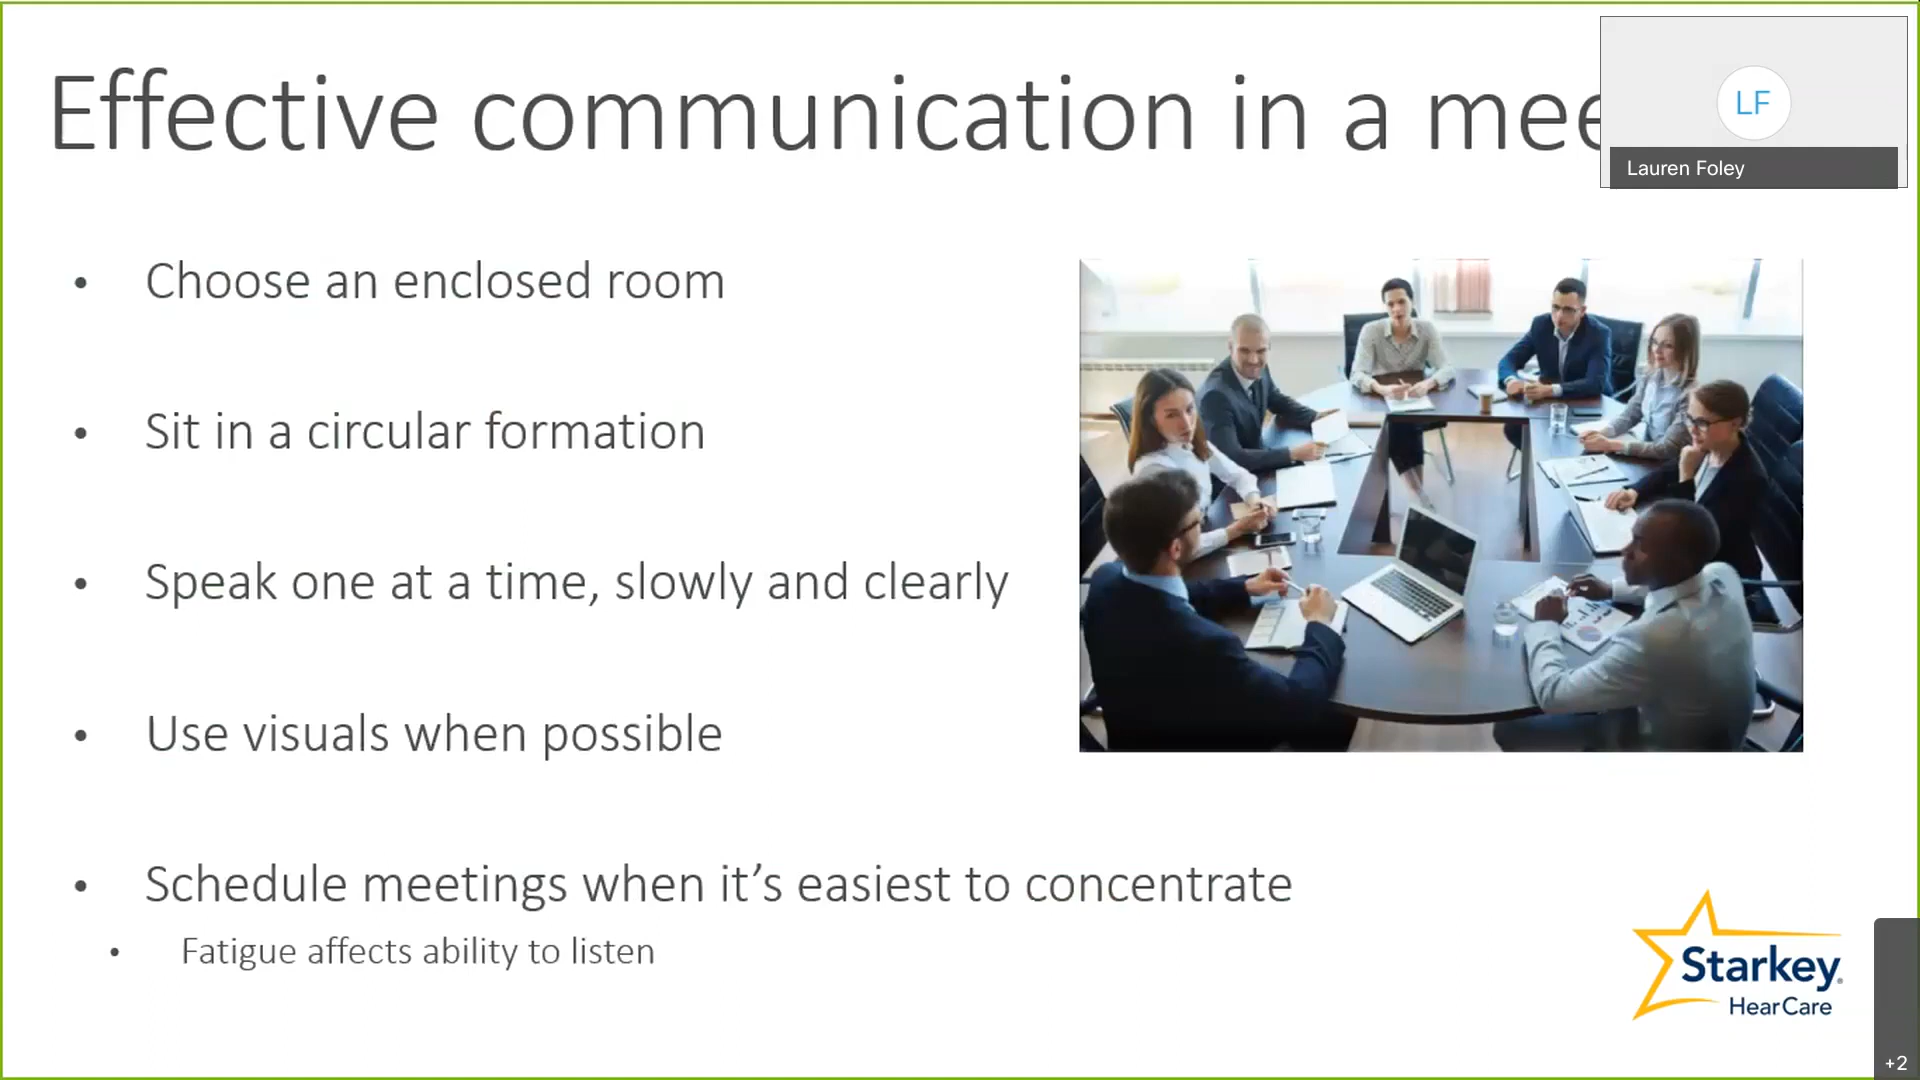 Effective communication in a mee
LF
Lauren Foley
• Choose an enclosed room
• Sit in a circular formation
• Speak one at a time, slowly and clearly
• Use visuals when possible
• Schedule meetings when it’s easiest to concentrate
• Fatigue affects ability to listen
Starkey®
HearCare
+2